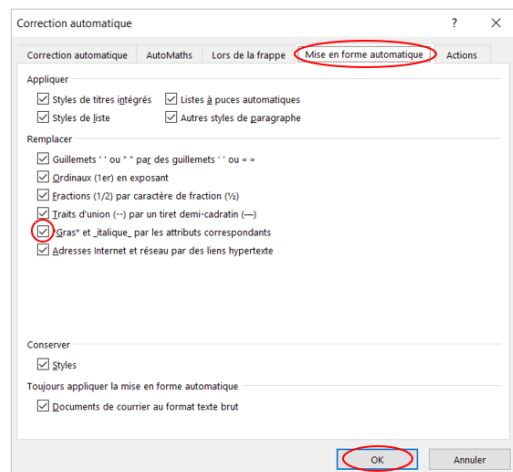 Correction automatique ? ×
Correction automatique AutoMaths Lors de la frappe Mise en forme automatique Actions
Appliquer
Styles de titres intégrés Listes à puces automatiques
Styles de liste Autres styles de paragraphe
Remplacer
Guillemets ' ' ou " " par des guillemets ' ' ou « »
Ordinaux (1er) en exposant
Fractions (1/2) par caractère de fraction (½)
Traits d'union (--) par un tiret demi-cadratin (—)
*Gras* et _italique_ par les attributs correspondants
Adresses Internet et réseau par des liens hypertexte
Conserver
Styles
Toujours appliquer la mise en forme automatique
Documents de courrier au format texte brut
OK Annuler